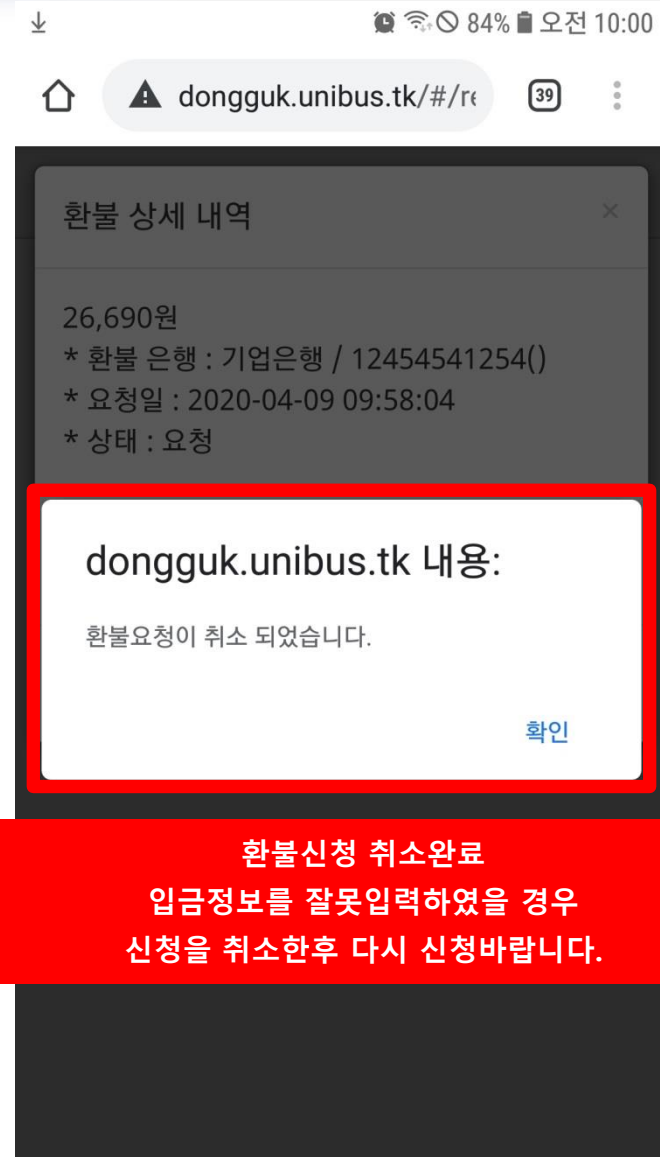 84% 오전 10:00
dongguk.unibus.tk/#/re
39
환불 상세 내역
×
26,690원
* 환불 은행 : 기업은행 / 12454541254()
* 요청일 : 2020-04-09 09:58:04
* 상태 : 요청
dongguk.unibus.tk 내용:
환불요청이 취소 되었습니다.
확인
환불신청 취소완료
입금정보를 잘못입력하였을 경우
신청을 취소한후 다시 신청바랍니다.